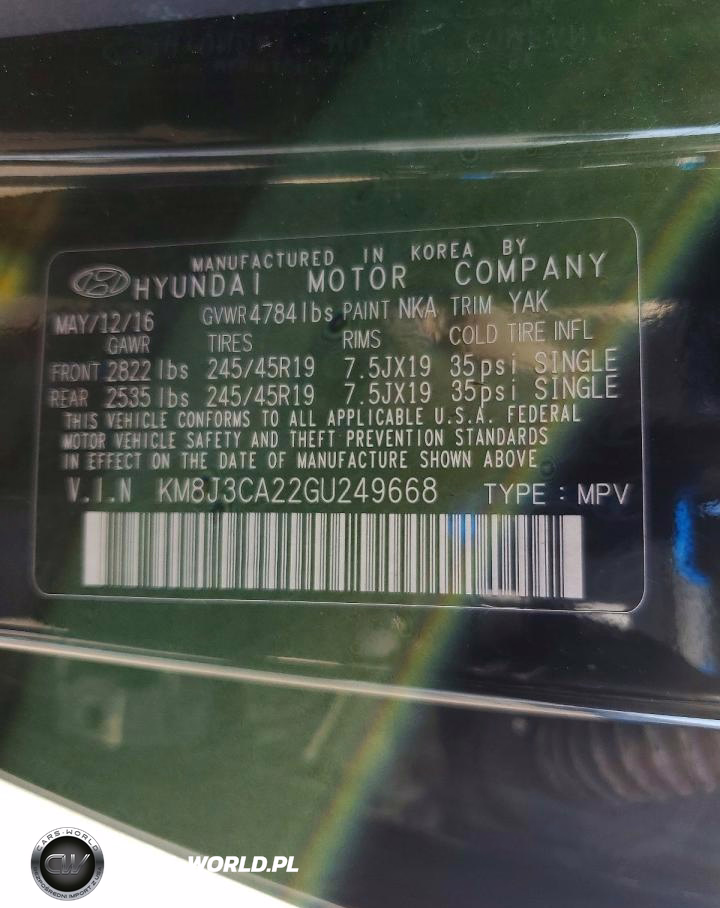 MANUFACTURED IN KOREA BY
HYUNDAI MOTOR COMPANY
MAY/12/16 GVWR 4784 lbs PAINT NKA TRIM YAK
GAWR TIRES RIMS COLD TIRE INFL
FRONT 2822 lbs 245/45R19 7.5JX19 35psi SINGLE
REAR 2535 lbs 245/45R19 7.5JX19 35psi SINGLE
THIS VEHICLE CONFORMS TO ALL APPLICABLE U.S.A. FEDERAL
MOTOR VEHICLE SAFETY AND THEFT PREVENTION STANDARDS
IN EFFECT ON THE DATE OF MANUFACTURE SHOWN ABOVE
V.I.N KM8J3CA22GU249668 TYPE : MPV
CARS-WORLD
CW
WORLD.PL